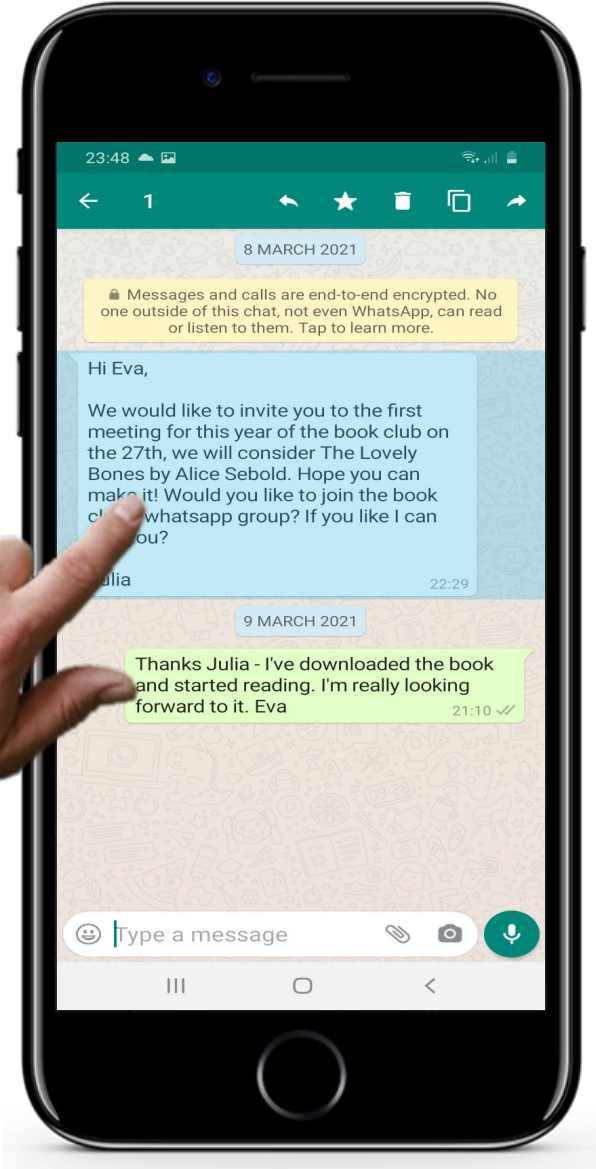 23:48
1
8 MARCH 2021
Messages and calls are end-to-end encrypted. No
one outside of this chat, not even WhatsApp, can read
or listen to them. Tap to learn more.
Hi Eva,
We would like to invite you to the first
meeting for this year of the book club on
the 27th, we will consider The Lovely
Bones by Alice Sebold. Hope you can
make it! Would you like to join the book
whatsapp group? If you like I can
22:29
9 MARCH 2021
Thanks Julia - I've downloaded the book
and started reading. I'm really looking
forward to it. Eva
21:10
Type a message